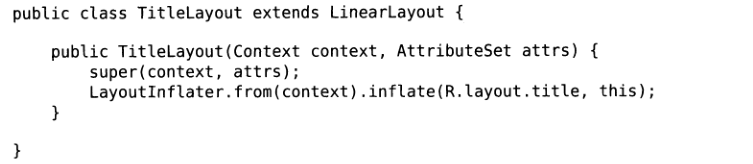 public class TitleLayout extends LinearLayout {
    public TitleLayout(Context context, AttributeSet attrs) {
        super(context, attrs);
        LayoutInflater.from(context).inflate(R.layout.title, this);
    }
}